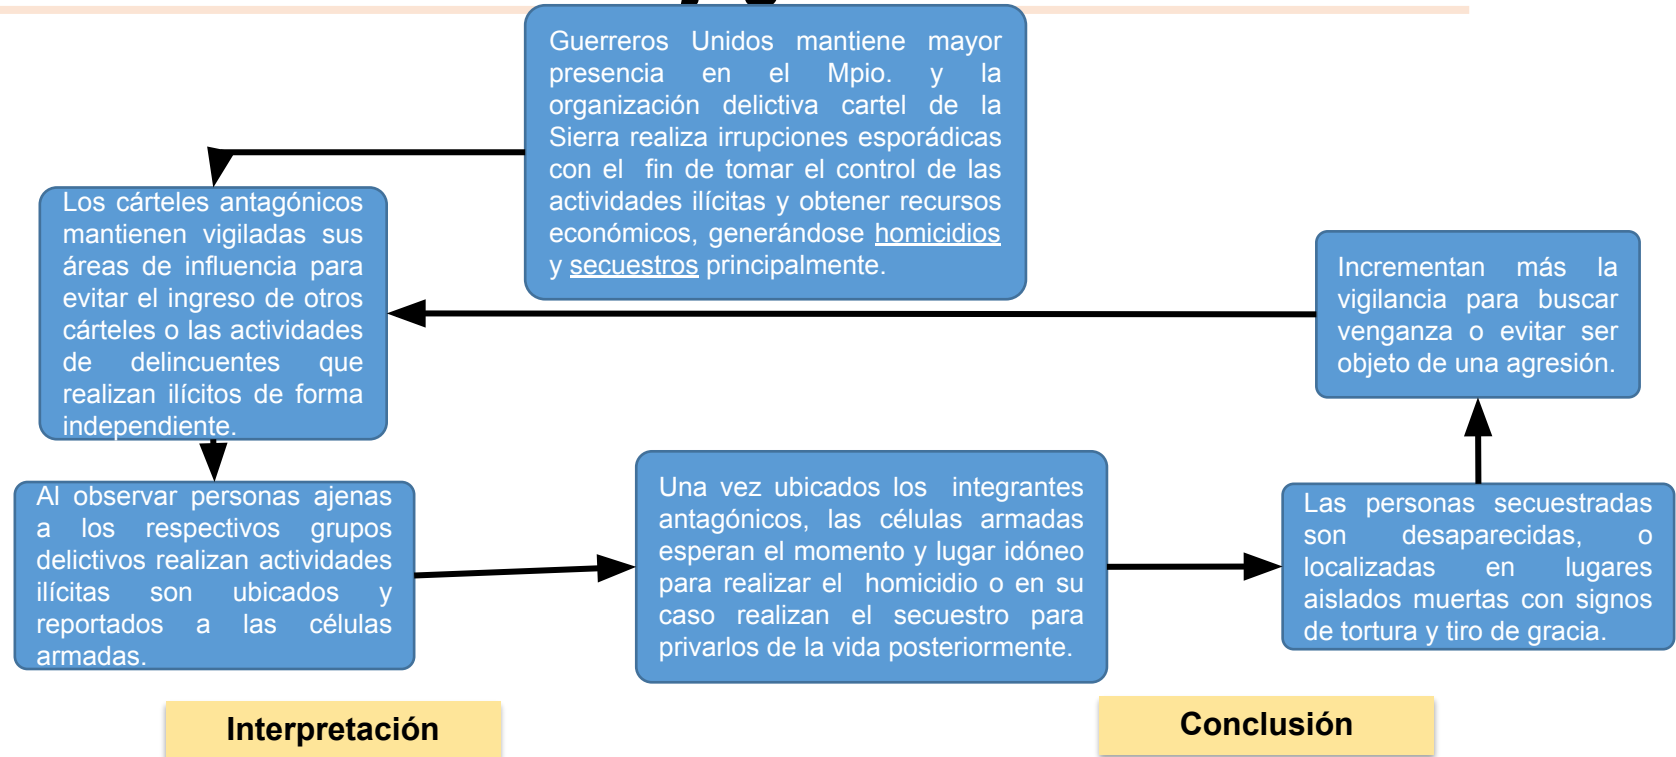 Guerreros Unidos mantiene mayor
presencia en el Mpio. y la
organización delictiva cartel de la
Sierra realiza irrupciones esporádicas
con el fin de tomar el control de las
actividades ilícitas y obtener recursos
económicos, generándose homicidios
y secuestros principalmente.
Los cárteles antagónicos
mantienen vigiladas sus
áreas de influencia para
evitar el ingreso de otros
cárteles o las actividades
de delincuentes que
realizan ilícitos de forma
independiente.
Al observar personas ajenas
a los respectivos grupos
delictivos realizan actividades
ilícitas son ubicados y
reportados a las células
armadas.
Una vez ubicados los integrantes
antagónicos, las células armadas
esperan el momento y lugar idóneo
para realizar el homicidio o en su
caso realizan el secuestro para
privarlos de la vida posteriormente.
Las personas secuestradas
son desaparecidas, o
localizadas en lugares
aislados muertas con signos
de tortura y tiro de gracia.
Incrementan más la
vigilancia para buscar
venganza o evitar ser
objeto de una agresión.
Interpretación
Conclusión